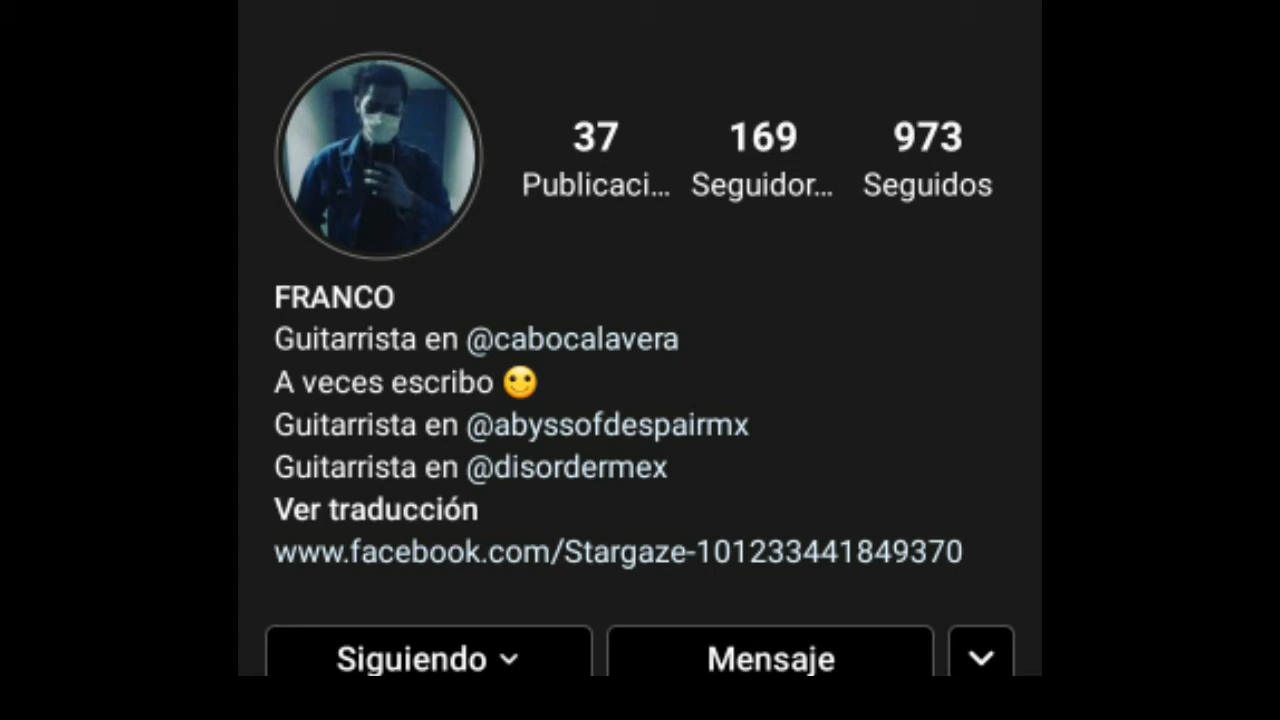 37 169 973
Publicaci... Seguidor... Seguidos
FRANCO
Guitarrista en @cabocalavera
A veces escribo 🙂
Guitarrista en @abyssofdespairmx
Guitarrista en @disordermex
Ver traducción
www.facebook.com/Stargaze-101233441849370
Siguiendo Mensaje